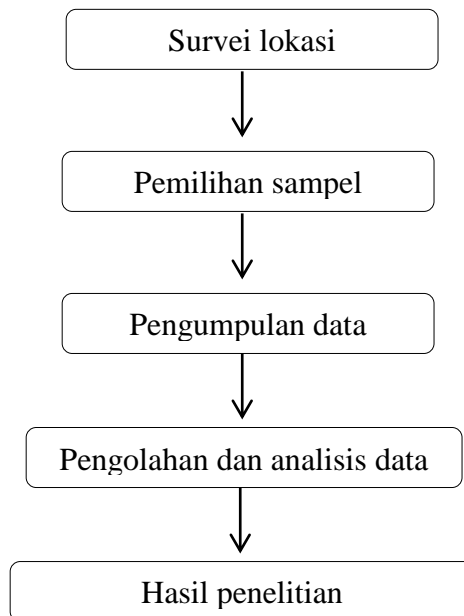 Survei lokasi
Pemilihan sampel
Pengumpulan data
Pengolahan dan analisis data
Hasil penelitian